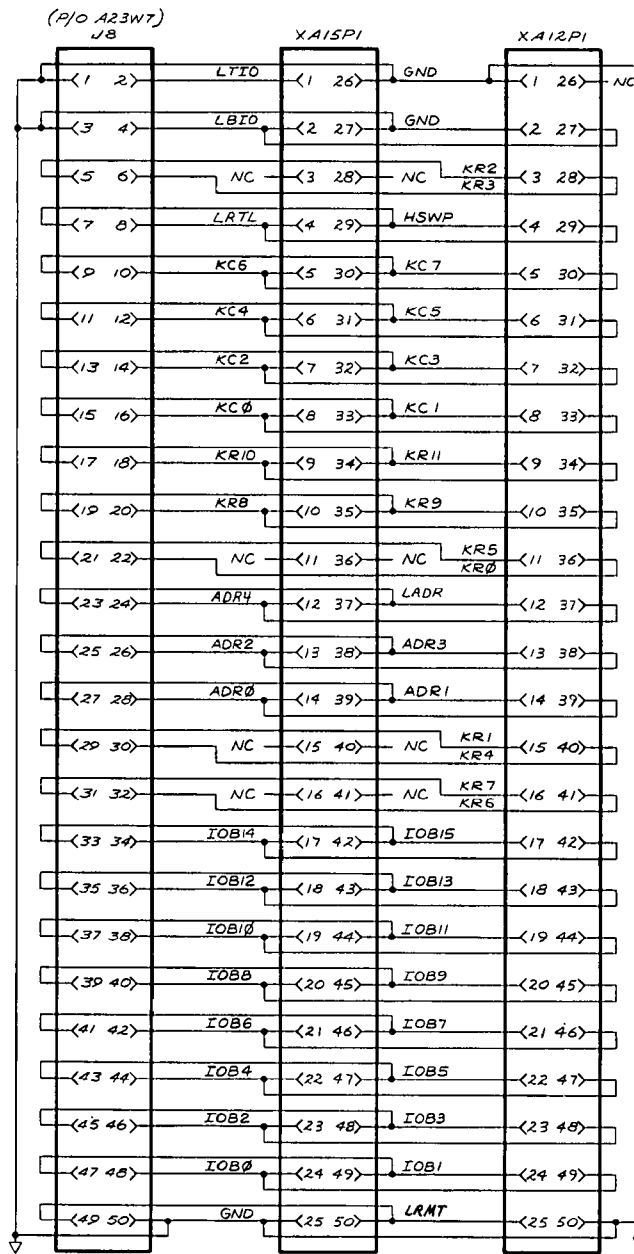 (P/O A23W7)
J8 XA15P1 XA12P1
1 2 LTIO 1 26 GND 1 26 NC
3 4 LBIO 2 27 GND 2 27
5 6 NC 3 28 NC KR2 3 28
KR3
7 8 LRTL 4 29 HSWP 4 29
9 10 KC6 5 30 KC7 5 30
11 12 KC4 6 31 KC5 6 31
13 14 KC2 7 32 KC3 7 32
15 16 KCØ 8 33 KC1 8 33
17 18 KR10 9 34 KR11 9 34
19 20 KR8 10 35 KR9 10 35
21 22 NC 11 36 NC KR5 11 36
KRØ
23 24 ADR4 12 37 LADR 12 37
25 26 ADR2 13 38 ADR3 13 38
27 28 ADRØ 14 39 ADR1 14 39
29 30 NC 15 40 NC KR1 15 40
KR4
31 32 NC 16 41 NC KR7 16 41
KR6
33 34 IOB14 17 42 IOB15 17 42
35 36 IOB12 18 43 IOB13 18 43
37 38 IOB1Ø 19 44 IOB11 19 44
39 40 IOB8 20 45 IOB9 20 45
41 42 IOB6 21 46 IOB7 21 46
43 44 IOB4 22 47 IOB5 22 47
45 46 IOB2 23 48 IOB3 23 48
47 48 IOBØ 24 49 IOB1 24 49
49 50 GND 25 50 LRMT 25 50